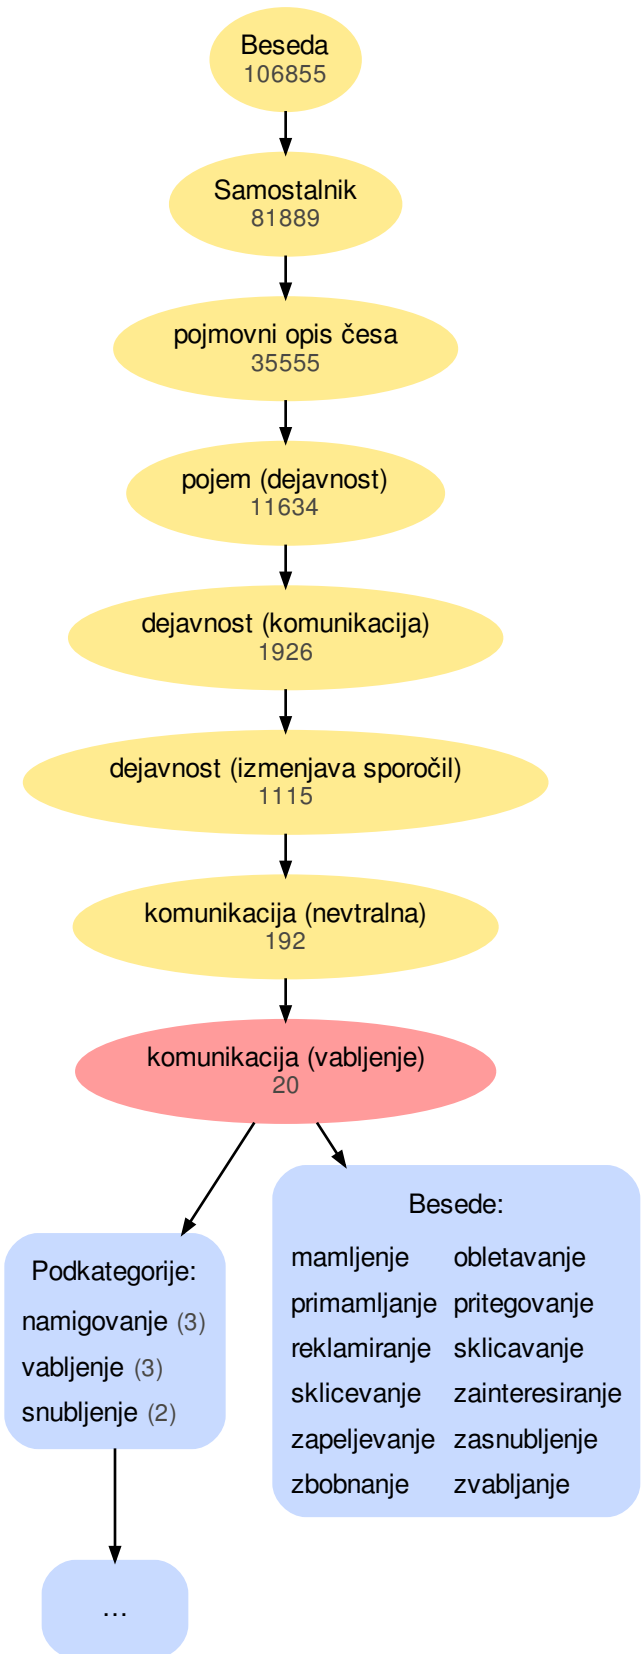 Beseda
106855
Samostalnik
81889
pojmovni opis česa
35555
pojem (dejavnost)
11634
dejavnost (komunikacija)
1926
dejavnost (izmenjava sporočil)
1115
komunikacija (nevtralna)
192
komunikacija (vabljenje)
20
Podkategorije:
namigovanje (3)
vabljenje (3)
snubljenje (2)
...
Besede:
mamljenje obletavanje
primamljanje pritegovanje
reklamiranje sklicavanje
sklicevanje zainteresiranje
zapeljevanje zasnubljenje
zbobnanje zvabljanje